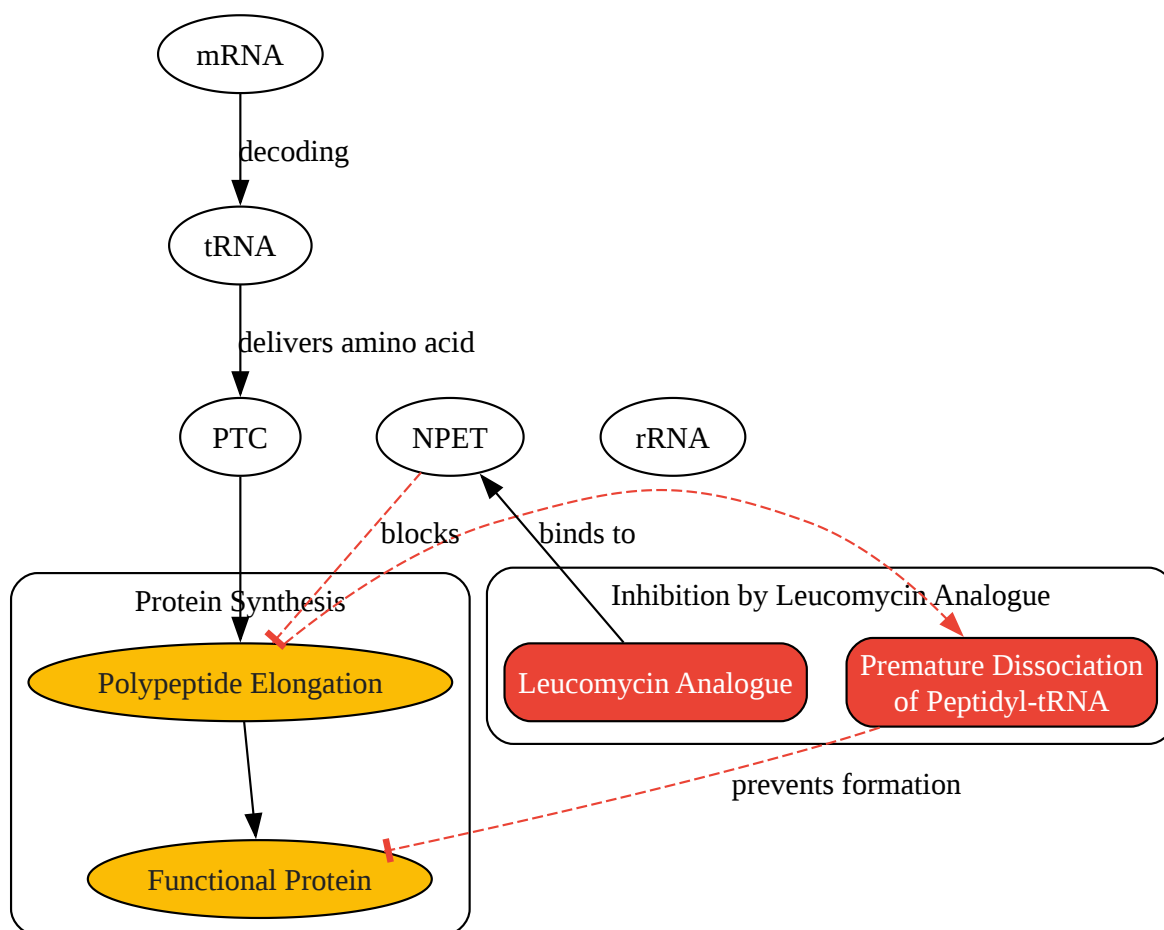 mRNA
decoding
tRNA
delivers amino acid
PTC
NPET
rRNA
blocks
binds to
Protein Synthesis
Inhibition by Leucomycin Analogue
Polypeptide Elongation
Leucomycin Analogue
Premature Dissociation
of Peptidyl-tRNA
prevents formation
Functional Protein